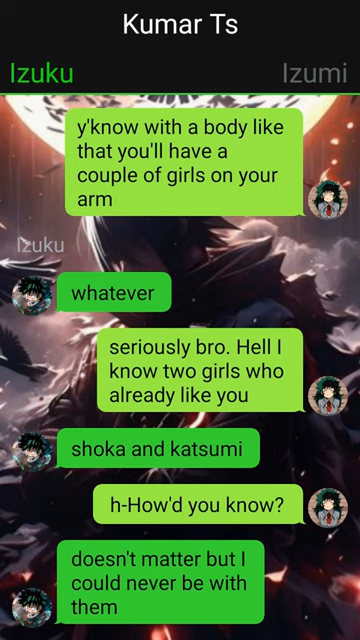 Kumar Ts
Izuku Izumi
y'know with a body like
that you'll have a
couple of girls on your
arm
Izuku
whatever
seriously bro. Hell I
know two girls who
already like you
shoka and katsumi
h-How'd you know?
doesn't matter but I
could never be with
them